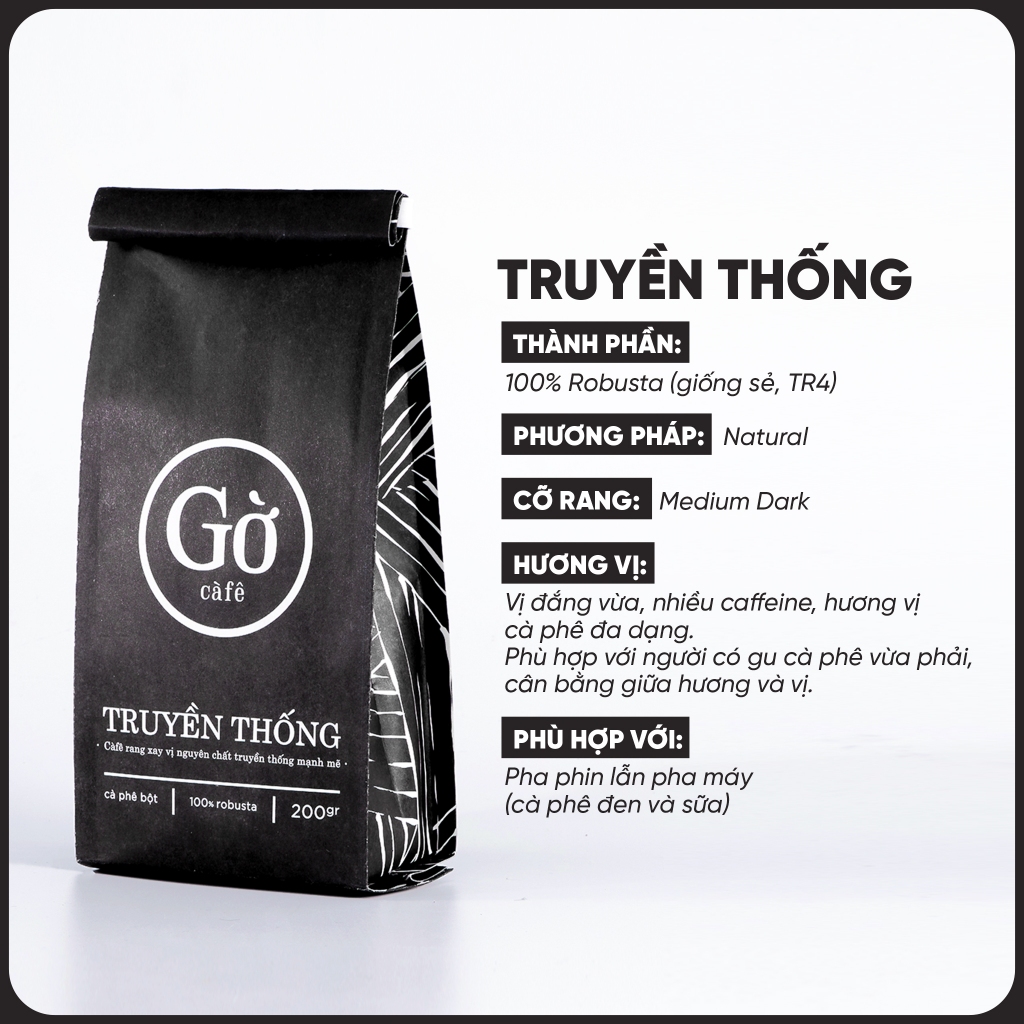 Gờ
càfê
TRUYỀN THỐNG
· Càfê rang xay vị nguyên chất truyền thống mạnh mẽ ·
cà phê bột | 100% robusta | 200gr
TRUYỀN THỐNG
THÀNH PHẦN:
100% Robusta (giống sẻ, TR4)
PHƯƠNG PHÁP: Natural
CỠ RANG: Medium Dark
HƯƠNG VỊ:
Vị đắng vừa, nhiều caffeine, hương vị
cà phê đa dạng.
Phù hợp với người có gu cà phê vừa phải,
cân bằng giữa hương và vị.
PHÙ HỢP VỚI:
Pha phin lẫn pha máy
(cà phê đen và sữa)